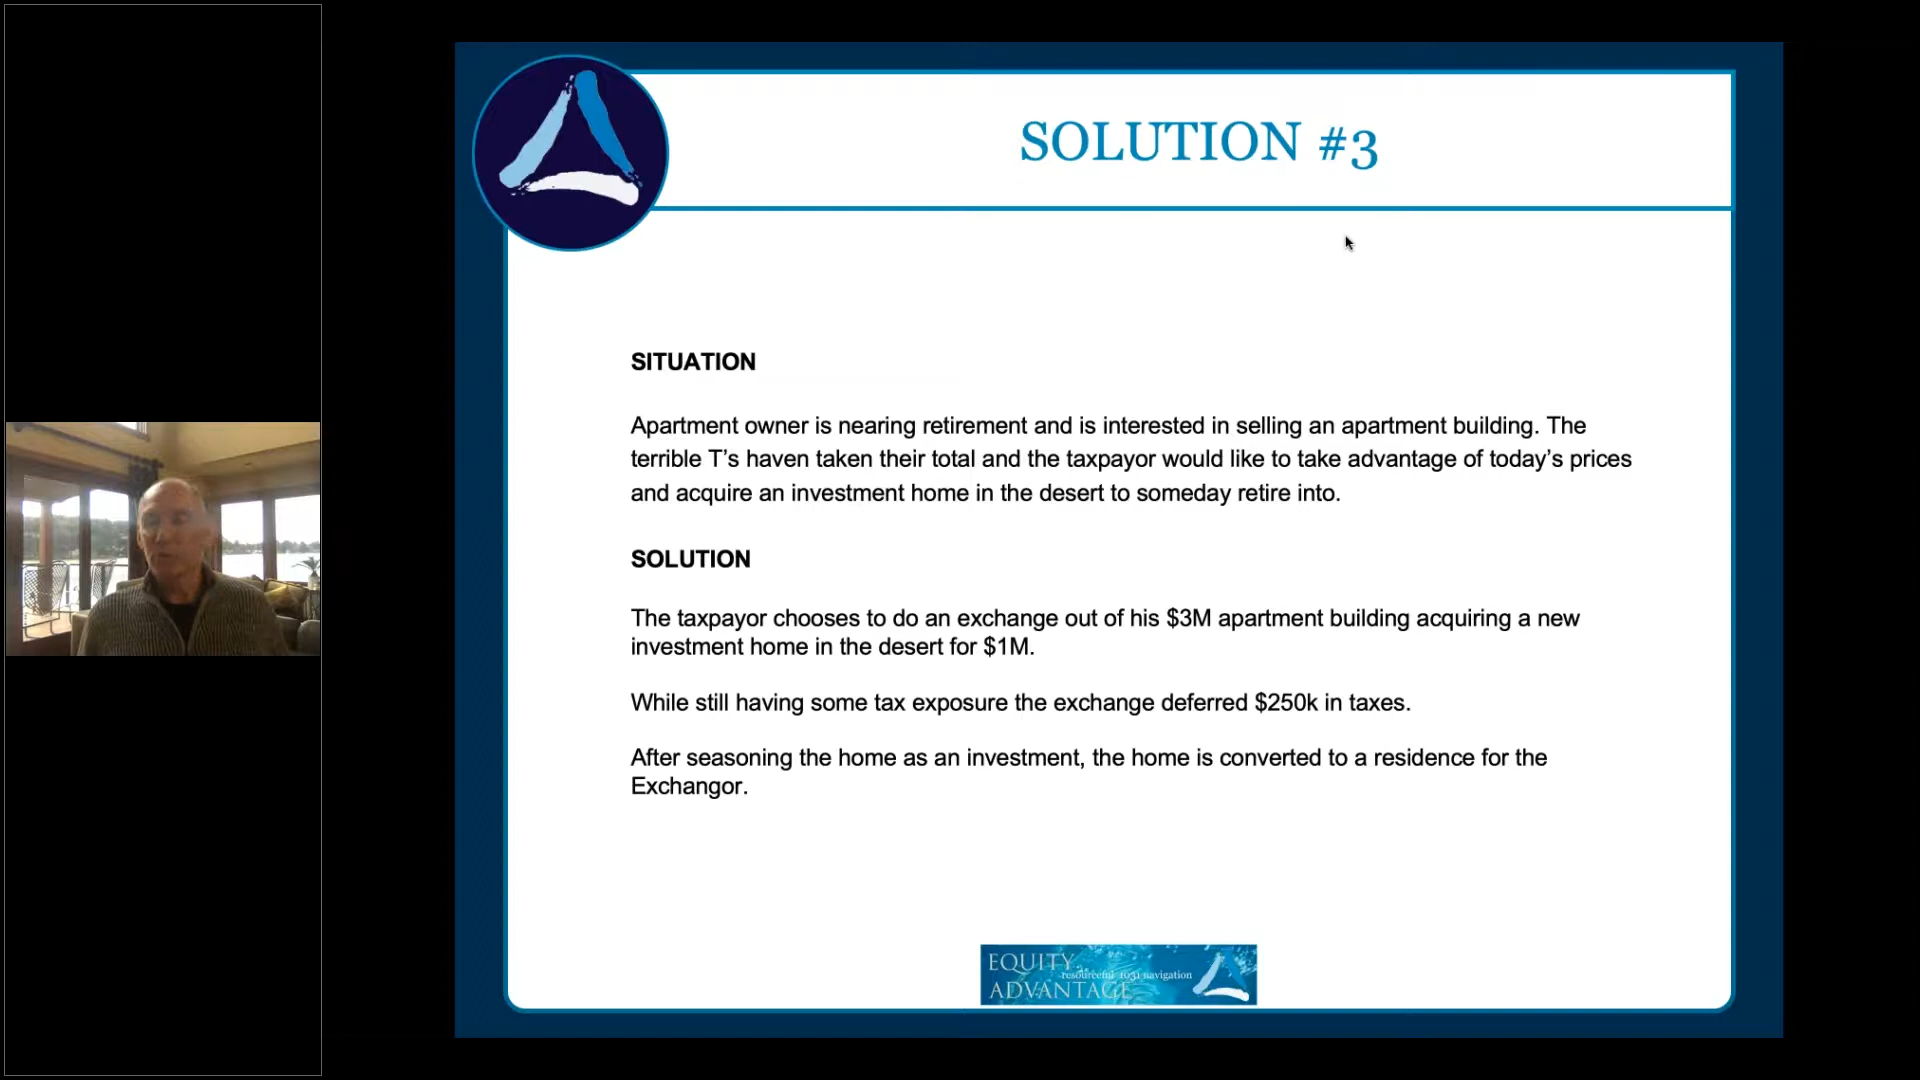 SOLUTION #3
SITUATION
Apartment owner is nearing retirement and is interested in selling an apartment building. The
terrible T’s haven taken their total and the taxpayor would like to take advantage of today’s prices
and acquire an investment home in the desert to someday retire into.
SOLUTION
The taxpayor chooses to do an exchange out of his $3M apartment building acquiring a new
investment home in the desert for $1M.
While still having some tax exposure the exchange deferred $250k in taxes.
After seasoning the home as an investment, the home is converted to a residence for the
Exchangor.
EQUITY
resourceful 1031 navigation
ADVANTAGE